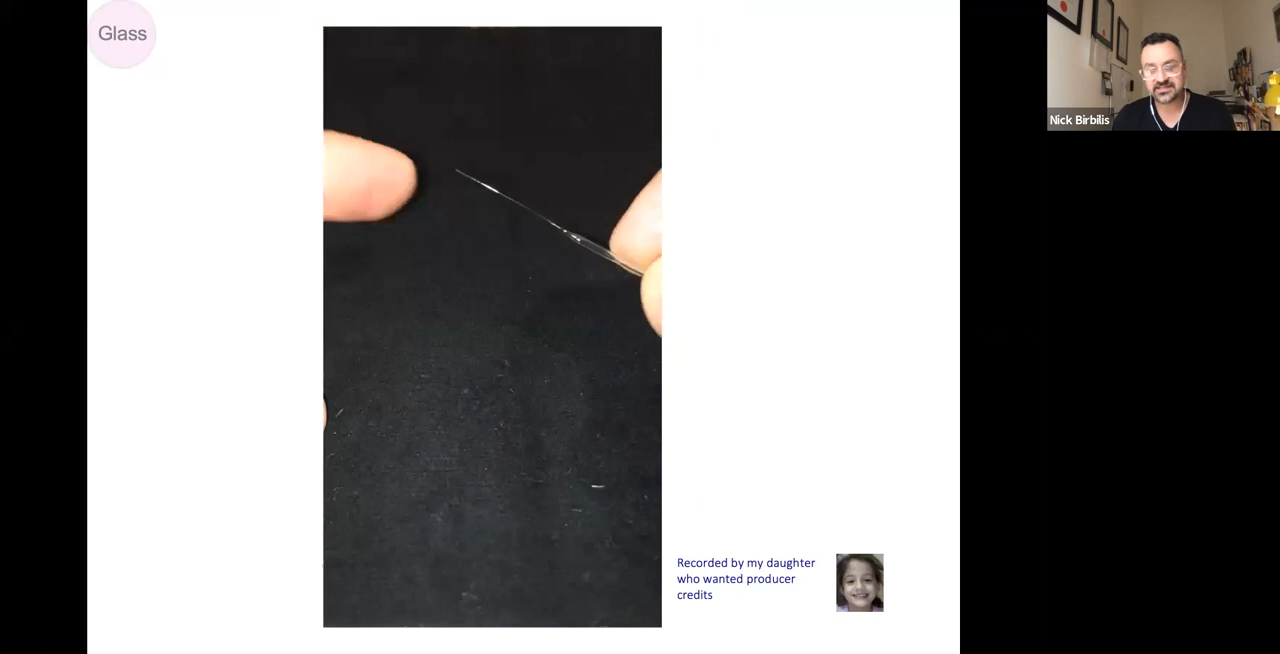 Glass
Nick Birbilis
Recorded by my daughter
who wanted producer
credits